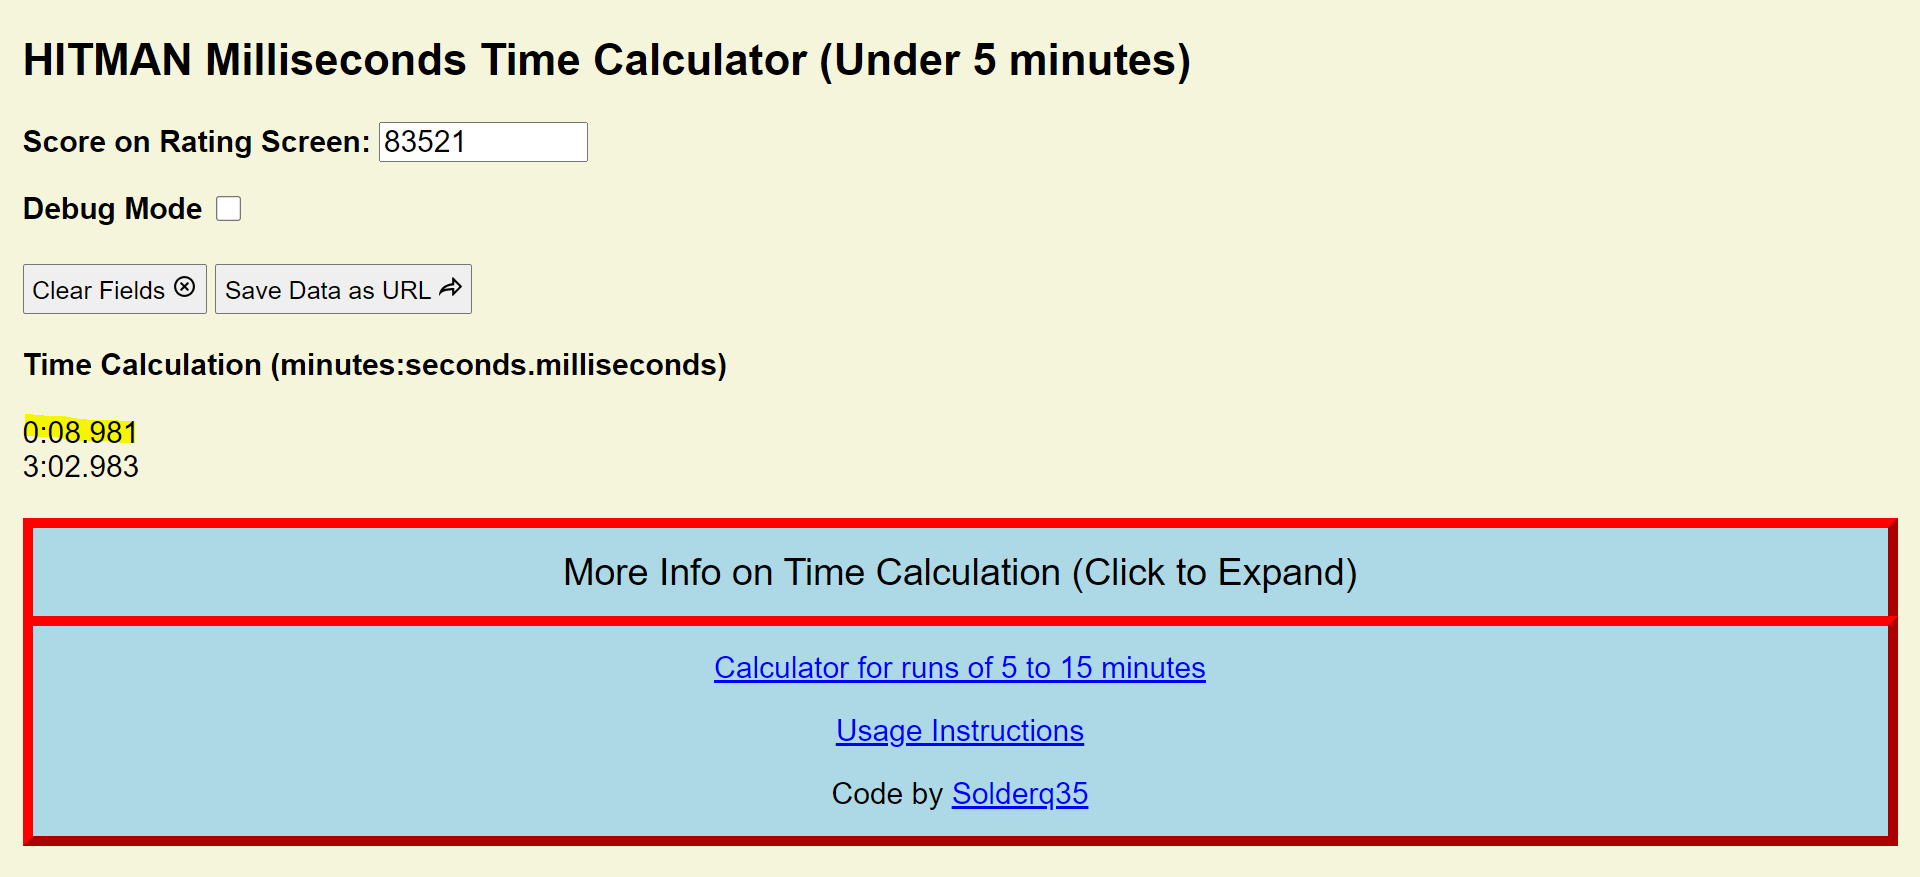 HITMAN Milliseconds Time Calculator (Under 5 minutes)
Score on Rating Screen: 83521
Debug Mode
Clear Fields Save Data as URL
Time Calculation (minutes:seconds.milliseconds)
0:08.981
3:02.983
More Info on Time Calculation (Click to Expand)
Calculator for runs of 5 to 15 minutes
Usage Instructions
Code by Solderq35